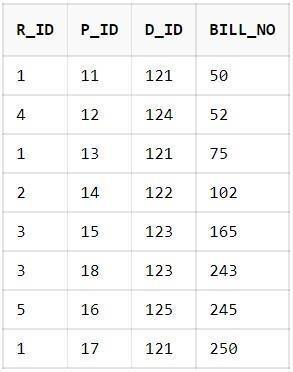 R_ID P_ID D_ID BILL_NO
1 11 121 50
4 12 124 52
1 13 121 75
2 14 122 102
3 15 123 165
3 18 123 243
5 16 125 245
1 17 121 250